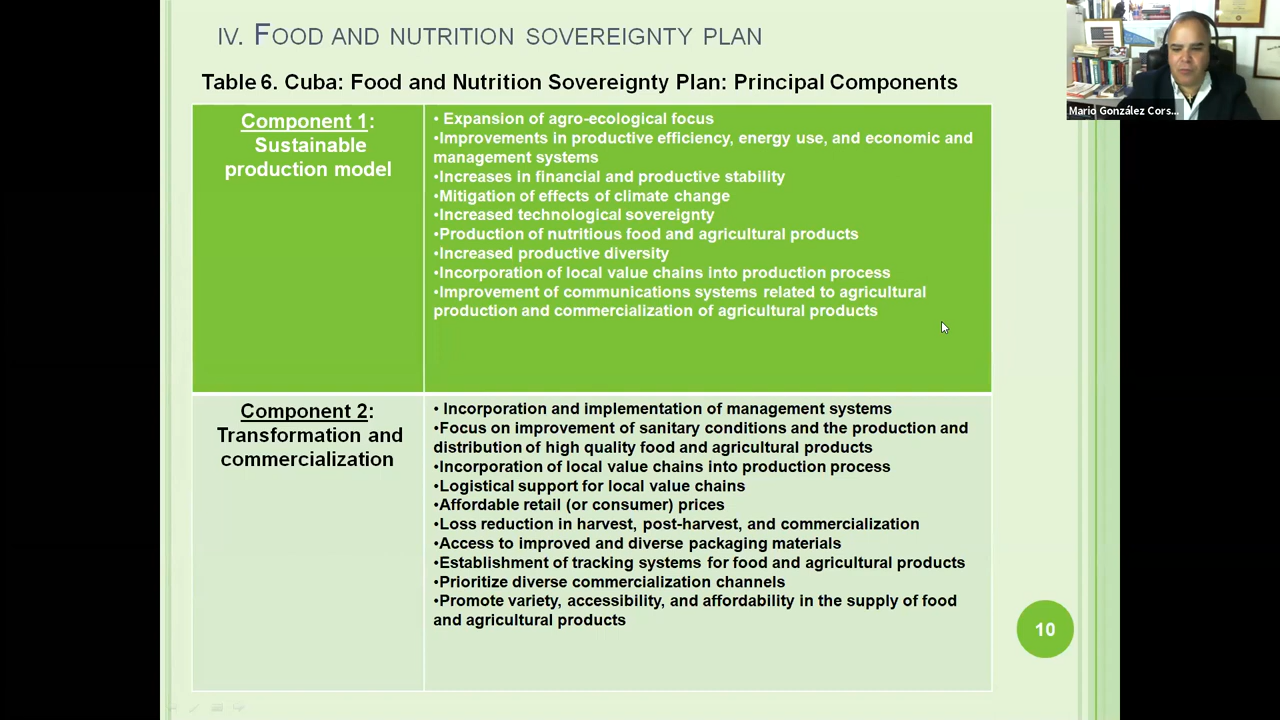 IV. FOOD AND NUTRITION SOVEREIGNTY PLAN
Table 6. Cuba: Food and Nutrition Sovereignty Plan: Principal Components
Component 1:
Sustainable
production model
• Expansion of agro-ecological focus
•Improvements in productive efficiency, energy use, and economic and
management systems
•Increases in financial and productive stability
•Mitigation of effects of climate change
•Increased technological sovereignty
•Production of nutritious food and agricultural products
•Increased productive diversity
•Incorporation of local value chains into production process
•Improvement of communications systems related to agricultural
production and commercialization of agricultural products
Component 2:
Transformation and
commercialization
• Incorporation and implementation of management systems
•Focus on improvement of sanitary conditions and the production and
distribution of high quality food and agricultural products
•Incorporation of local value chains into production process
•Logistical support for local value chains
•Affordable retail (or consumer) prices
•Loss reduction in harvest, post-harvest, and commercialization
•Access to improved and diverse packaging materials
•Establishment of tracking systems for food and agricultural products
•Prioritize diverse commercialization channels
•Promote variety, accessibility, and affordability in the supply of food
and agricultural products
10
Mario González Cors...